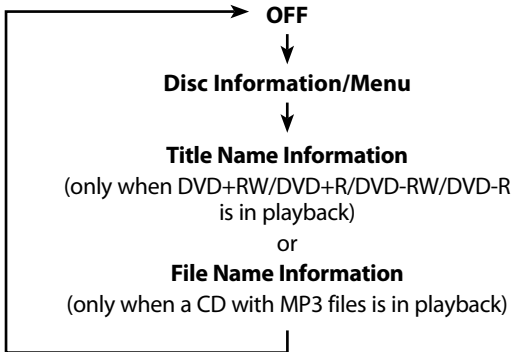 OFF
Disc Information/Menu
Title Name Information
(only when DVD+RW/DVD+R/DVD-RW/DVD-R
is in playback)
or
File Name Information
(only when a CD with MP3 files is in playback)